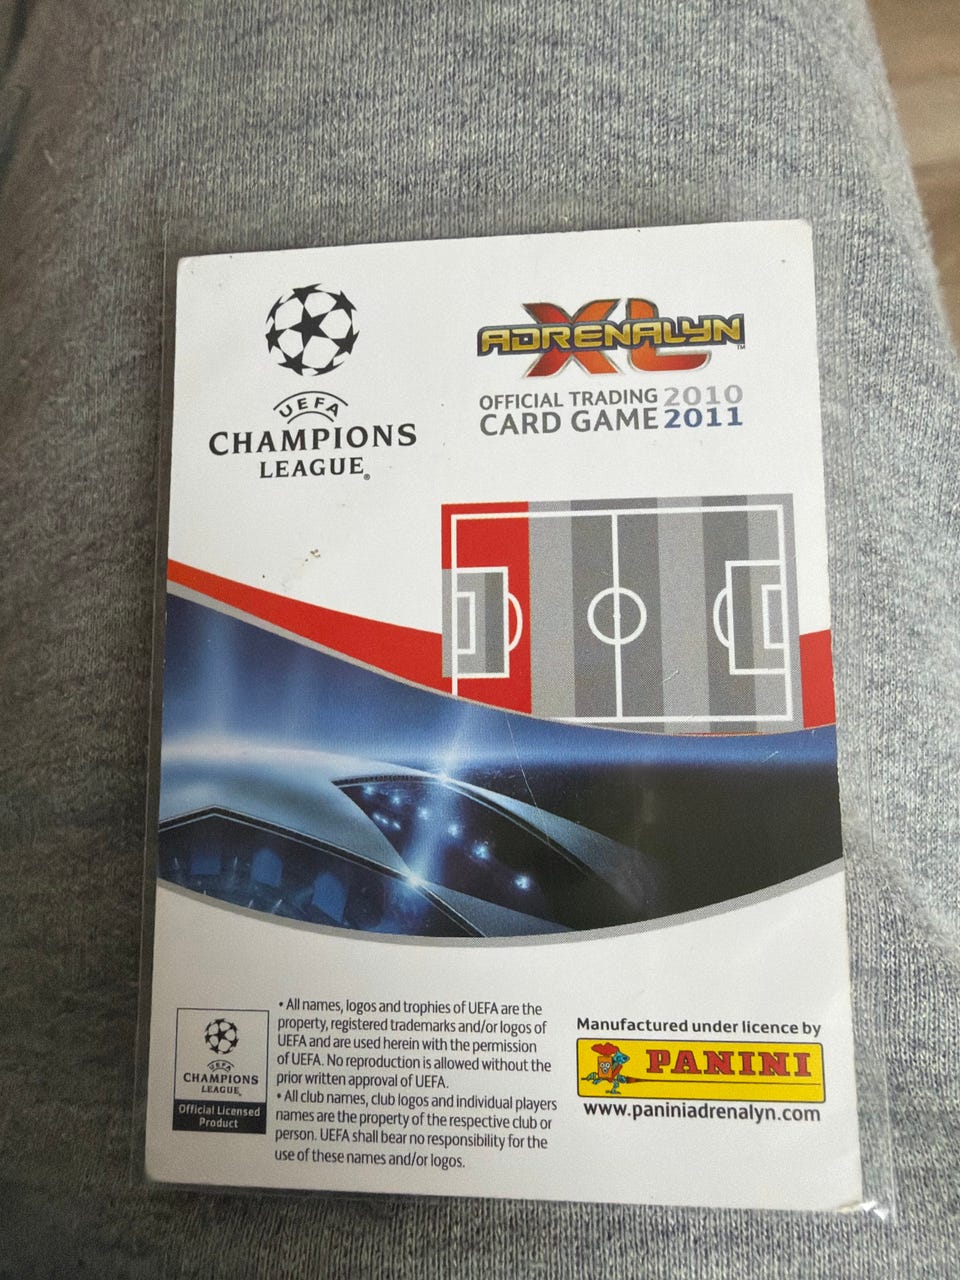 UEFA
CHAMPIONS
LEAGUE®
ADRENALYN XL™
OFFICIAL TRADING 2010
CARD GAME 2011
UEFA
CHAMPIONS
LEAGUE
Official Licensed
Product
• All names, logos and trophies of UEFA are the
property, registered trademarks and/or logos of
UEFA and are used herein with the permission
of UEFA. No reproduction is allowed without the
prior written approval of UEFA.
• All club names, club logos and individual players
names are the property of the respective club or
person. UEFA shall bear no responsibility for the
use of these names and/or logos.
Manufactured under licence by
PANINI
www.paniniadrenalyn.com